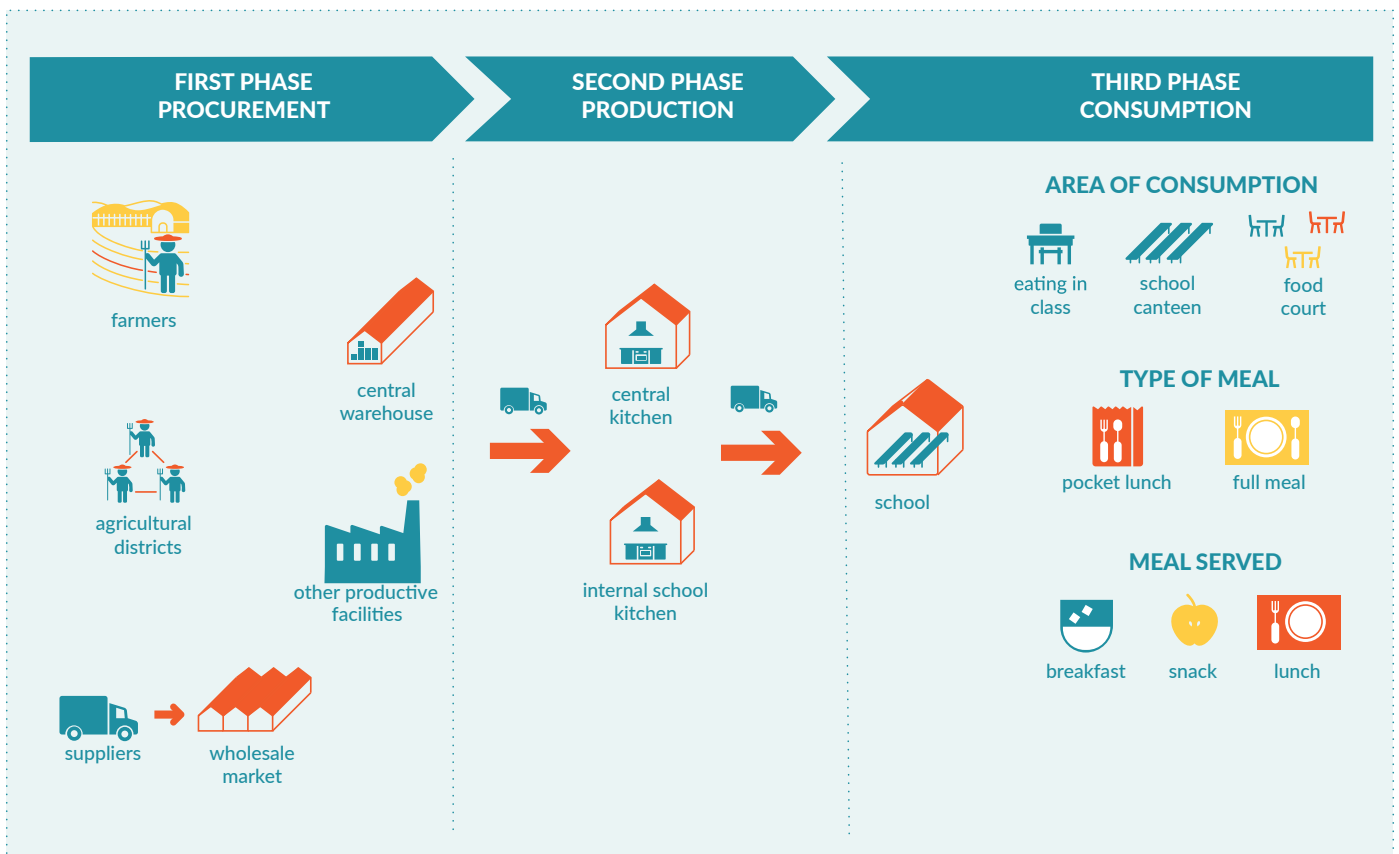 FIRST PHASE
PROCUREMENT
SECOND PHASE
PRODUCTION
THIRD PHASE
CONSUMPTION
farmers
central
warehouse
agricultural
districts
other productive
facilities
suppliers
wholesale
market
central
kitchen
internal school
kitchen
school
AREA OF CONSUMPTION
eating in
class
school
canteen
food
court
TYPE OF MEAL
pocket lunch
full meal
MEAL SERVED
breakfast
snack
lunch